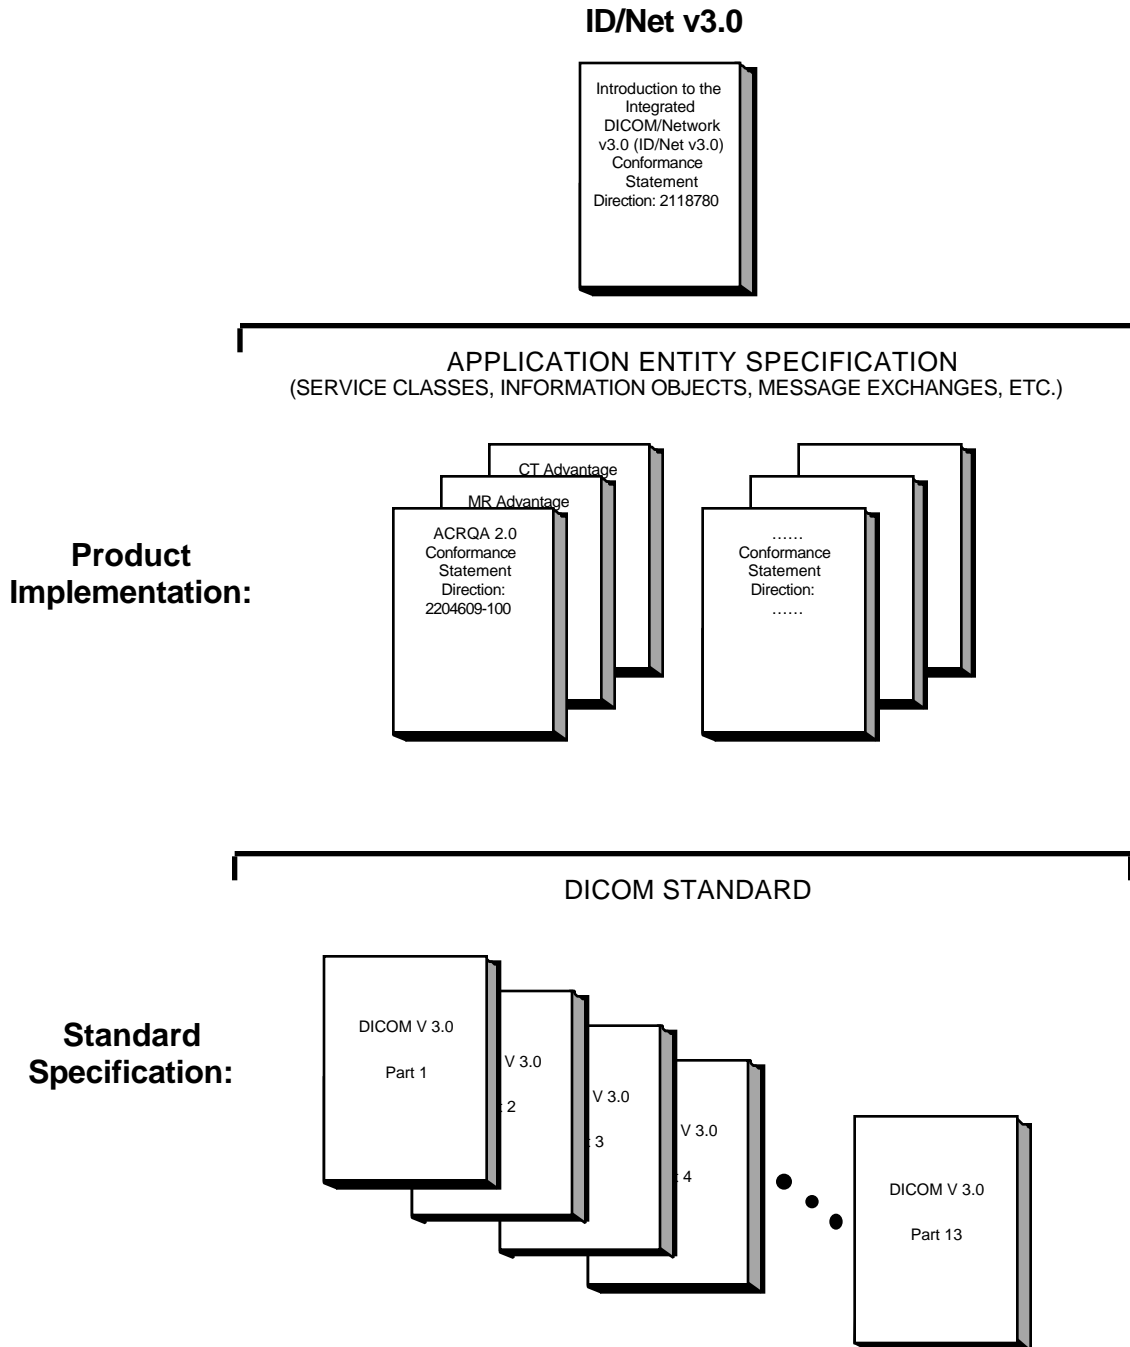 ID/Net v3.0
Introduction to the
Integrated
DICOM/Network
v3.0 (ID/Net v3.0)
Conformance
Statement
Direction: 2118780
APPLICATION ENTITY SPECIFICATION
(SERVICE CLASSES, INFORMATION OBJECTS, MESSAGE EXCHANGES, ETC.)
Product
Implementation:
CT Advantage
MR Advantage
ACRQA 2.0
Conformance
Statement
Direction:
2204609-100
……
Conformance
Statement
Direction:
……
DICOM STANDARD
Standard
Specification:
DICOM V 3.0
Part 1
V 3.0
2
V 3.0
3
V 3.0
4
DICOM V 3.0
Part 13